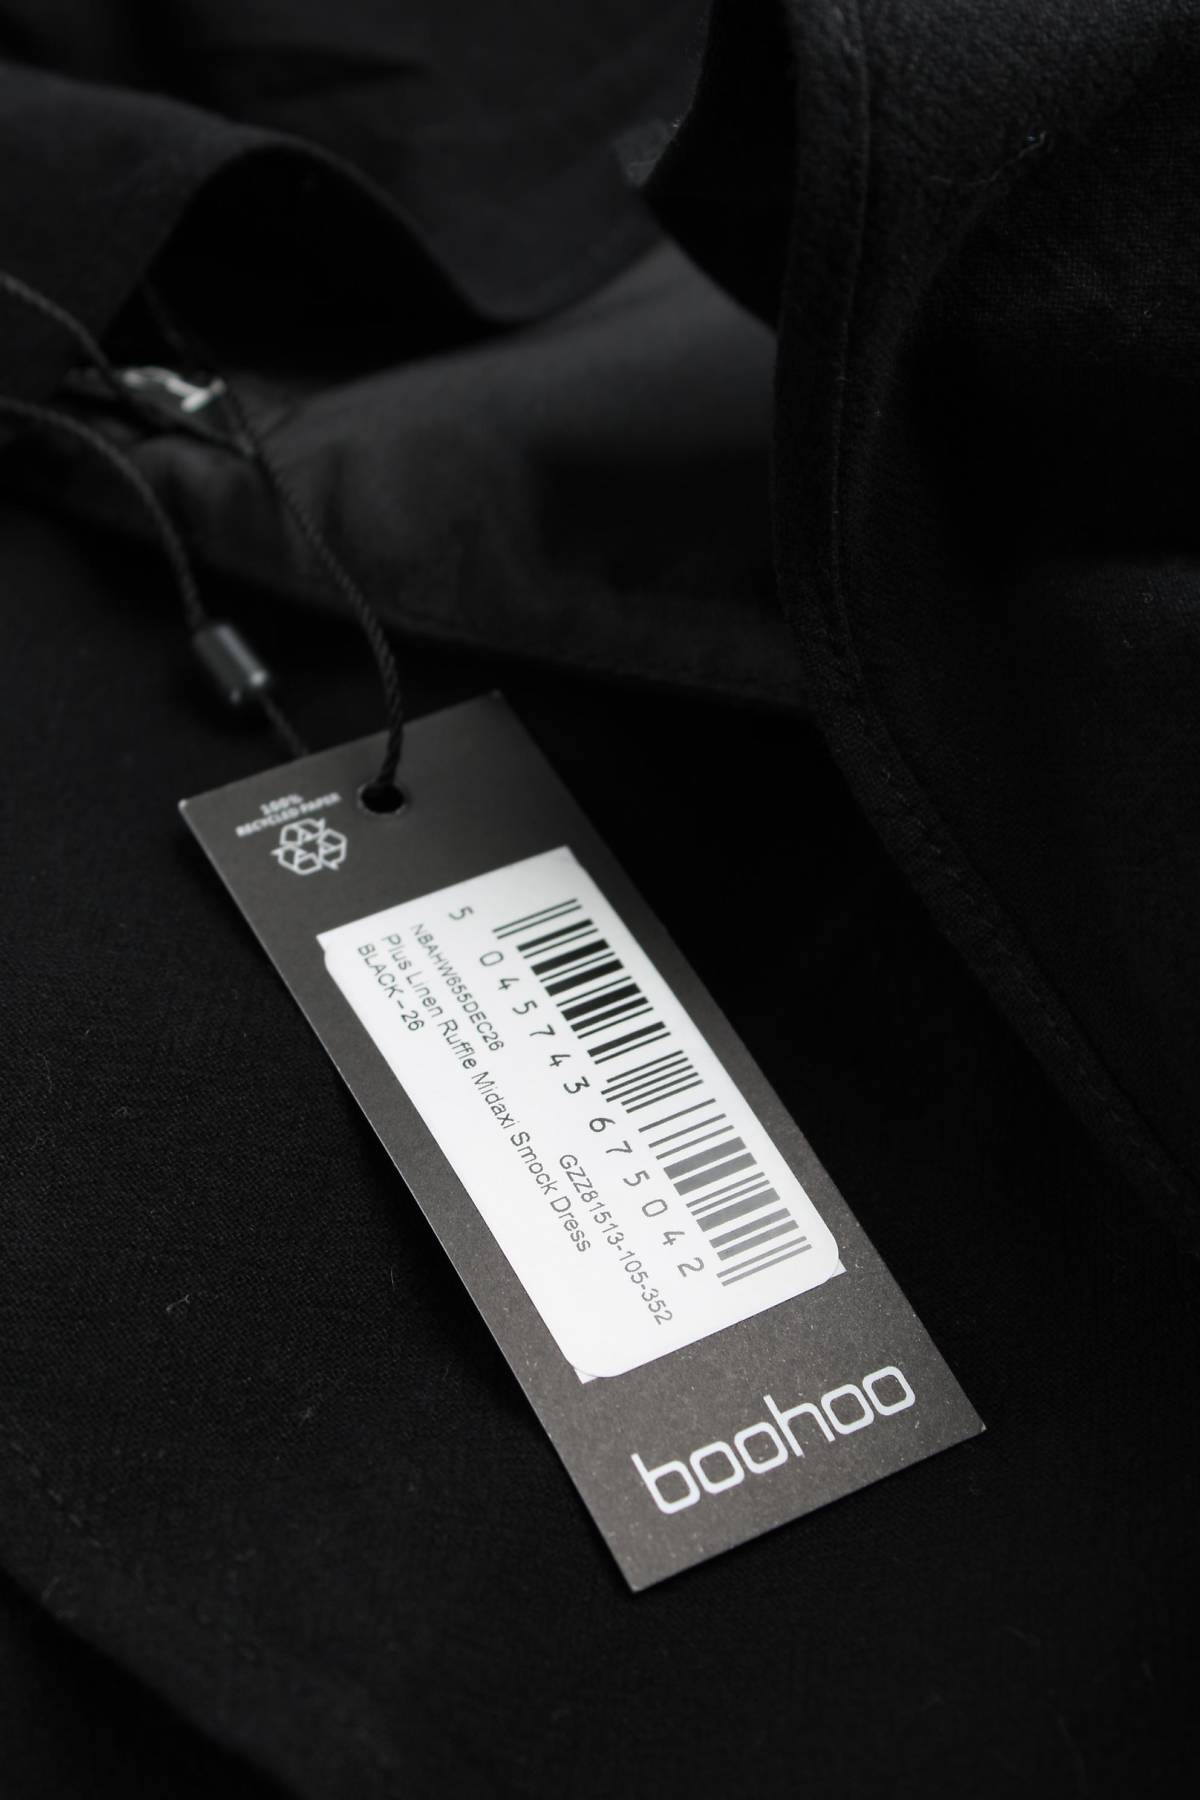 100%
RECYCLED PAPER
5 045743 675042
NBAHW655DEC26 GZZ81513-105-352
Plus Linen Ruffle Midaxi Smock Dress
BLACK – 26
boohoo